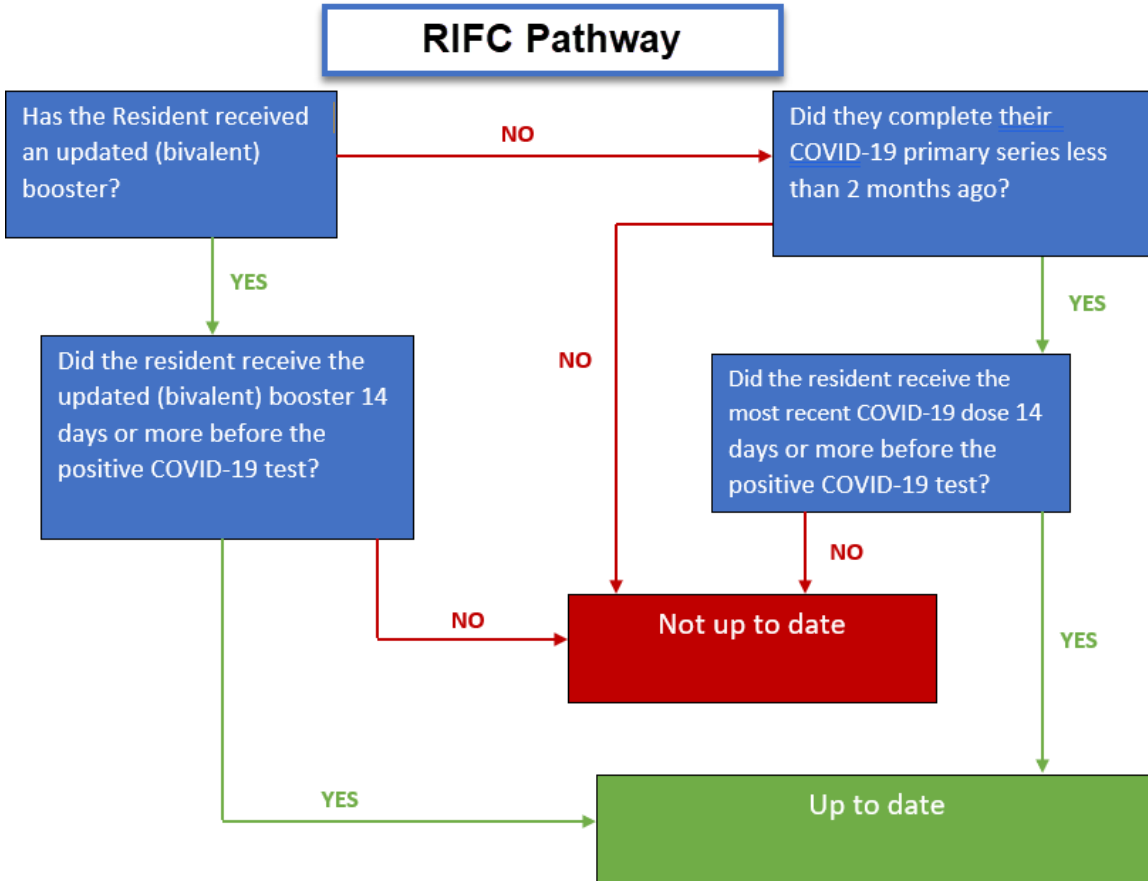 RIFC Pathway
Has the Resident received
an updated (bivalent)
booster?
NO
Did they complete their
COVID-19 primary series less
than 2 months ago?
YES
YES
NO
Did the resident receive the
updated (bivalent) booster 14
days or more before the
positive COVID-19 test?
Did the resident receive the
most recent COVID-19 dose 14
days or more before the
positive COVID-19 test?
NO
NO
YES
Not up to date
YES
Up to date